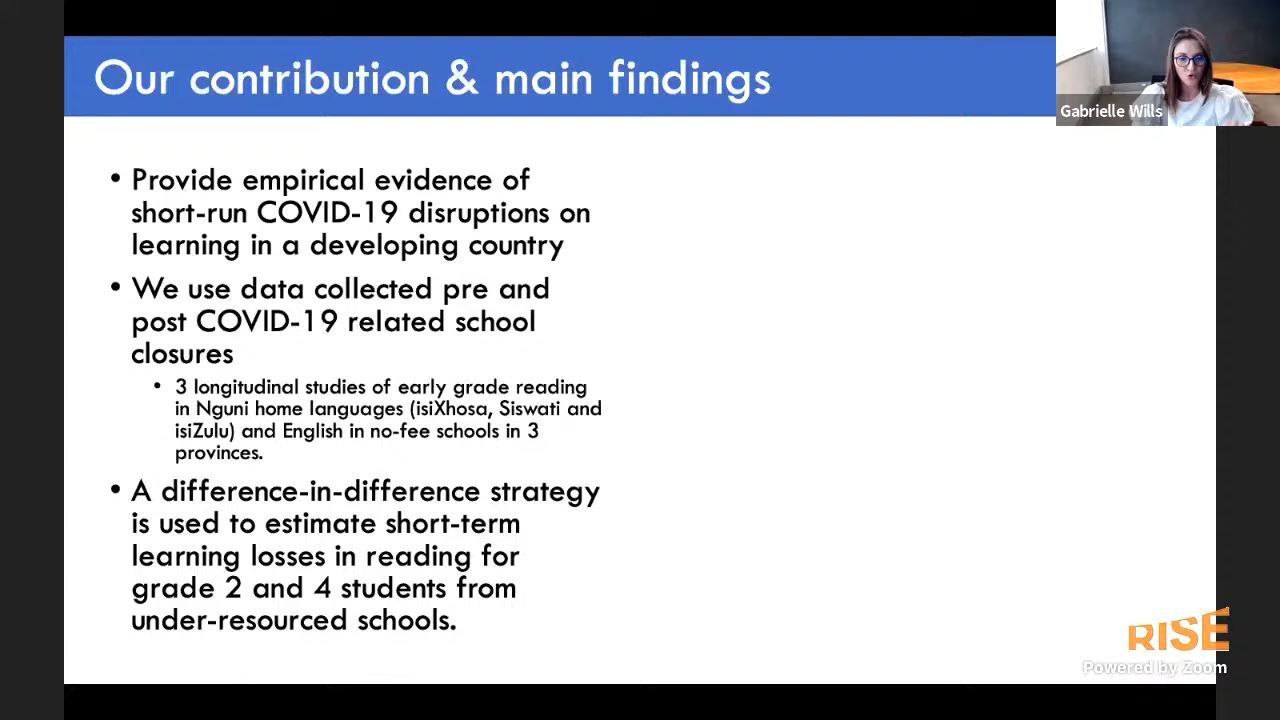 Our contribution & main findings
Gabrielle Wills
• Provide empirical evidence of
short-run COVID-19 disruptions on
learning in a developing country
• We use data collected pre and
post COVID-19 related school
closures
• 3 longitudinal studies of early grade reading
in Nguni home languages (isiXhosa, Siswati and
isiZulu) and English in no-fee schools in 3
provinces.
• A difference-in-difference strategy
is used to estimate short-term
learning losses in reading for
grade 2 and 4 students from
under-resourced schools.
RISE
Powered by Zoom